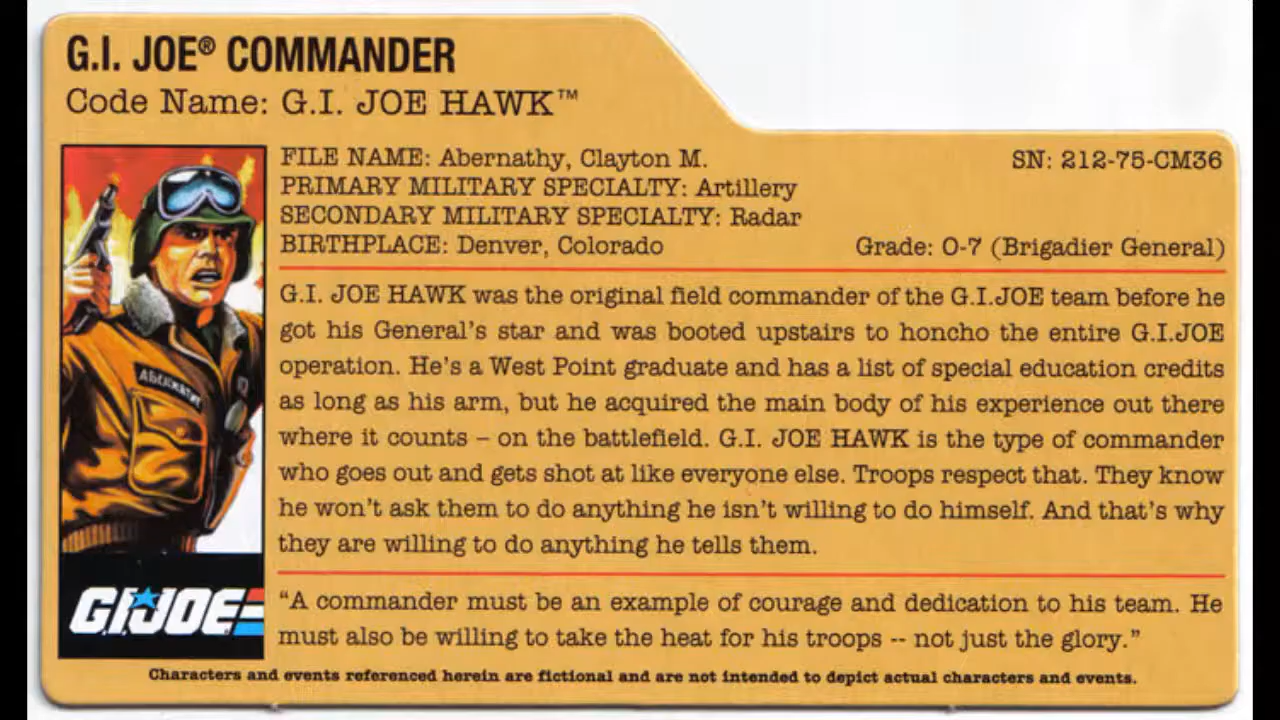 G.I. JOE® COMMANDER
Code Name: G.I. JOE HAWK™
FILE NAME: Abernathy, Clayton M.
SN: 212-75-CM36
PRIMARY MILITARY SPECIALTY: Artillery
SECONDARY MILITARY SPECIALTY: Radar
BIRTHPLACE: Denver, Colorado
Grade: O-7 (Brigadier General)
G.I. JOE HAWK was the original field commander of the G.I.JOE team before he
got his General's star and was booted upstairs to honcho the entire G.I.JOE
operation. He's a West Point graduate and has a list of special education credits
as long as his arm, but he acquired the main body of his experience out there
where it counts – on the battlefield. G.I. JOE HAWK is the type of commander
who goes out and gets shot at like everyone else. Troops respect that. They know
he won't ask them to do anything he isn't willing to do himself. And that's why
they are willing to do anything he tells them.
ABERNATHY
G.I.JOE
“A commander must be an example of courage and dedication to his team. He
must also be willing to take the heat for his troops -- not just the glory.”
Characters and events referenced herein are fictional and are not intended to depict actual characters and events.